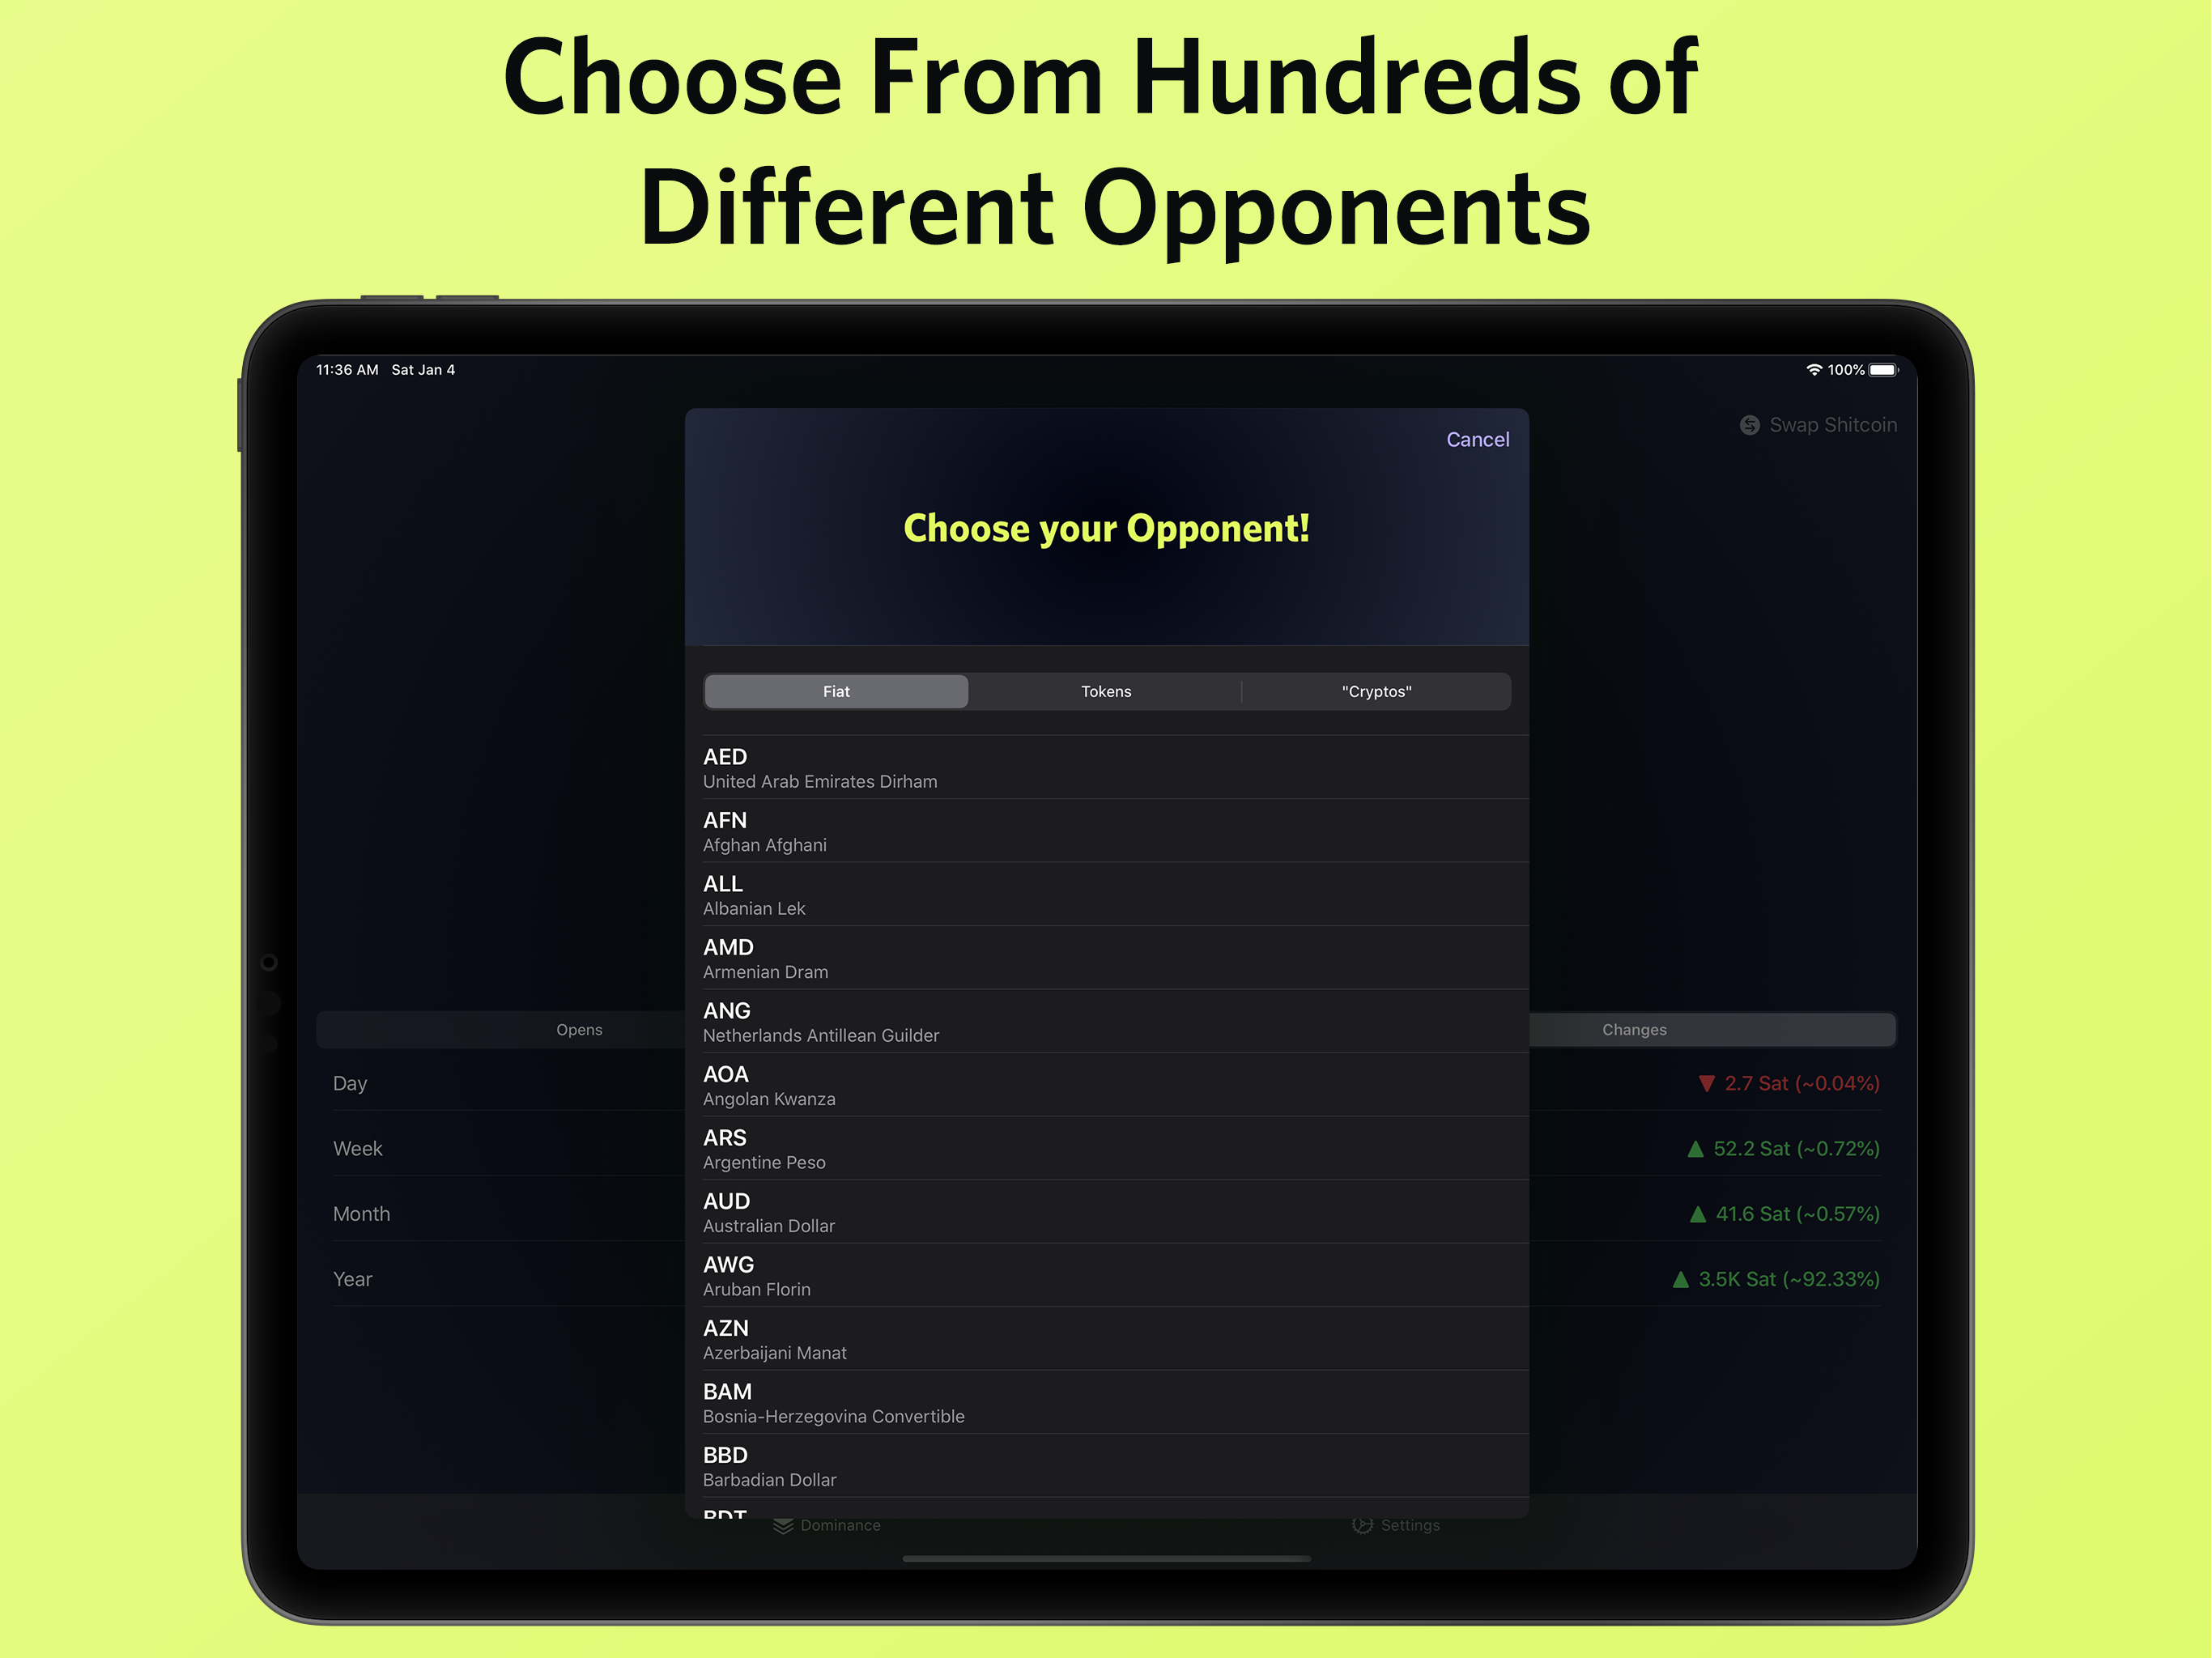 Choose From Hundreds of
Different Opponents
11:36 AM Sat Jan 4
100%
Swap Shitcoin
Cancel
Choose your Opponent!
Fiat Tokens "Cryptos"
AED
United Arab Emirates Dirham
AFN
Afghan Afghani
ALL
Albanian Lek
AMD
Armenian Dram
ANG
Netherlands Antillean Guilder
AOA
Angolan Kwanza
ARS
Argentine Peso
AUD
Australian Dollar
AWG
Aruban Florin
AZN
Azerbaijani Manat
BAM
Bosnia-Herzegovina Convertible
BBD
Barbadian Dollar
BDT
Opens Changes
Day ▼ 2.7 Sat (~0.04%)
Week ▲ 52.2 Sat (~0.72%)
Month ▲ 41.6 Sat (~0.57%)
Year ▲ 3.5K Sat (~92.33%)
Dominance Settings